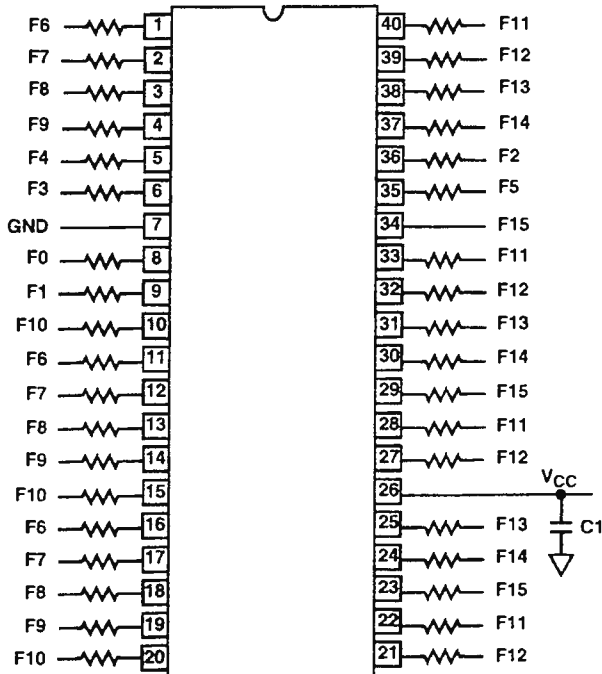 F6 1 40 F11
F7 2 39 F12
F8 3 38 F13
F9 4 37 F14
F4 5 36 F2
F3 6 35 F5
GND 7 34 F15
F0 8 33 F11
F1 9 32 F12
F10 10 31 F13
F6 11 30 F14
F7 12 29 F15
F8 13 28 F11
F9 14 27 F12
F10 15 26 VCC
F6 16 25 F13 C1
F7 17 24 F14
F8 18 23 F15
F9 19 22 F11
F10 20 21 F12